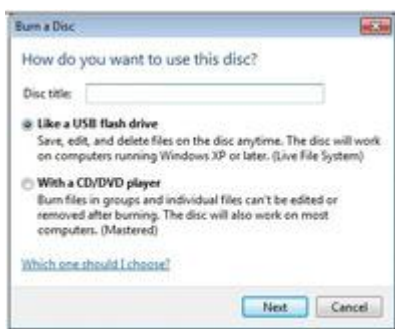 Burn a Disc
How do you want to use this disc?
Disc title:
Like a USB flash drive
Save, edit, and delete files on the disc anytime. The disc will work
on computers running Windows XP or later. (Live File System)
With a CD/DVD player
Burn files in groups and individual files can't be edited or
removed after burning. The disc will also work on most
computers. (Mastered)
Which one should I choose?
Next Cancel